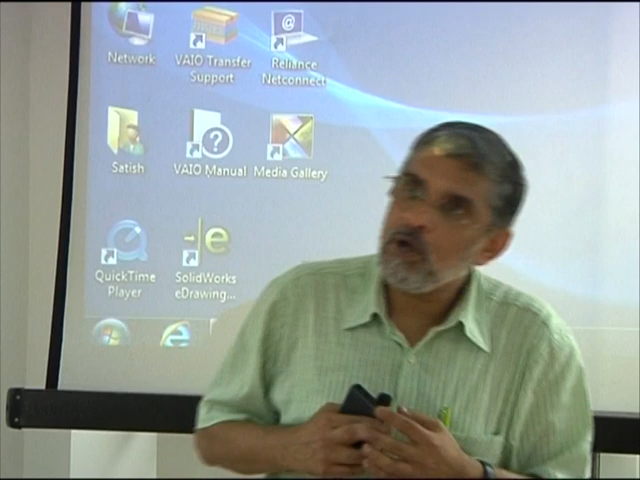 Network
VAIO Transfer
Support
Reliance
Netconnect
Satish
VAIO Manual
Media Gallery
QuickTime
Player
SolidWorks
eDrawing...